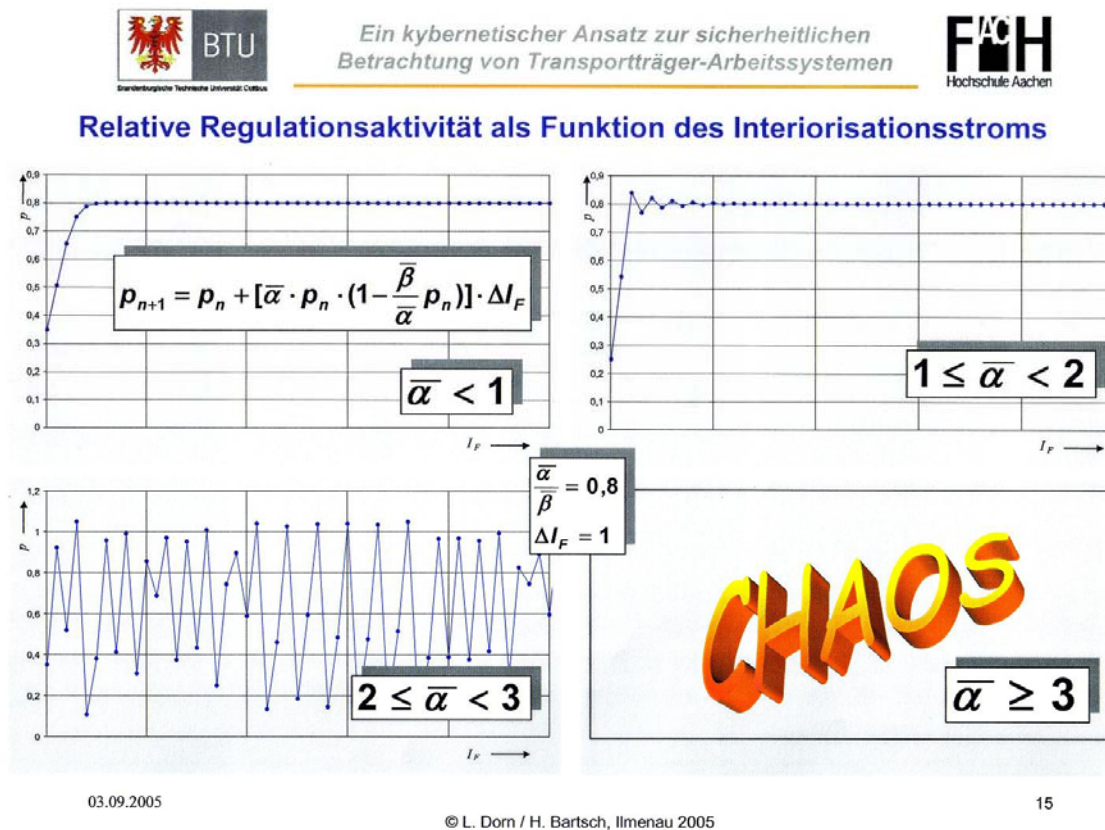 BTU
Brandenburgische Technische Universität Cottbus
Ein kybernetischer Ansatz zur sicherheitlichen
Betrachtung von Transportträger-Arbeitssystemen
FACH
Hochschule Aachen
Relative Regulationsaktivität als Funktion des Interiorisationsstroms
p
0,9
0,8
0,7
0,6
0,5
0,4
0,3
0,2
0,1
0
I_F
p_{n+1} = p_n + [α̅ · p_n · (1 - β̅/α̅ p_n)] · ΔI_F
α̅ < 1
p
0,9
0,8
0,7
0,6
0,5
0,4
0,3
0,2
0,1
0
I_F
1 ≤ α̅ < 2
α̅/β̅ = 0,8
ΔI_F = 1
p
1,2
1
0,8
0,6
0,4
0,2
0
I_F
2 ≤ α̅ < 3
CHAOS
α̅ ≥ 3
03.09.2005
© L. Dorn / H. Bartsch, Ilmenau 2005
15